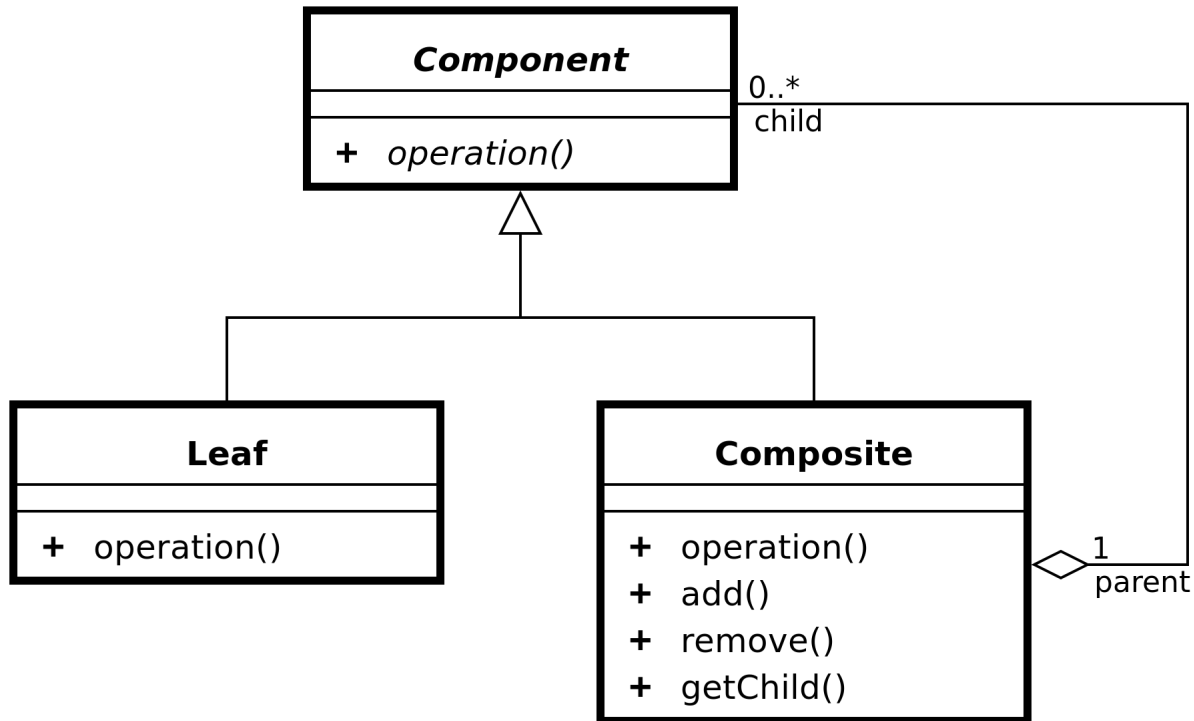 Component
0..*
child
+ operation()
Leaf
+ operation()
Composite
+ operation()
+ add()
+ remove()
+ getChild()
1
parent